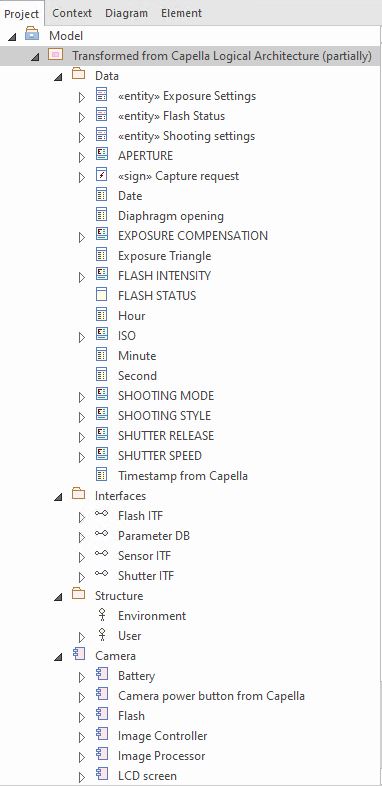 Project Context Diagram Element
Model
Transformed from Capella Logical Architecture (partially)
Data
«entity» Exposure Settings
«entity» Flash Status
«entity» Shooting settings
APERTURE
«sign» Capture request
Date
Diaphragm opening
EXPOSURE COMPENSATION
Exposure Triangle
FLASH INTENSITY
FLASH STATUS
Hour
ISO
Minute
Second
SHOOTING MODE
SHOOTING STYLE
SHUTTER RELEASE
SHUTTER SPEED
Timestamp from Capella
Interfaces
Flash ITF
Parameter DB
Sensor ITF
Shutter ITF
Structure
Environment
User
Camera
Battery
Camera power button from Capella
Flash
Image Controller
Image Processor
LCD screen